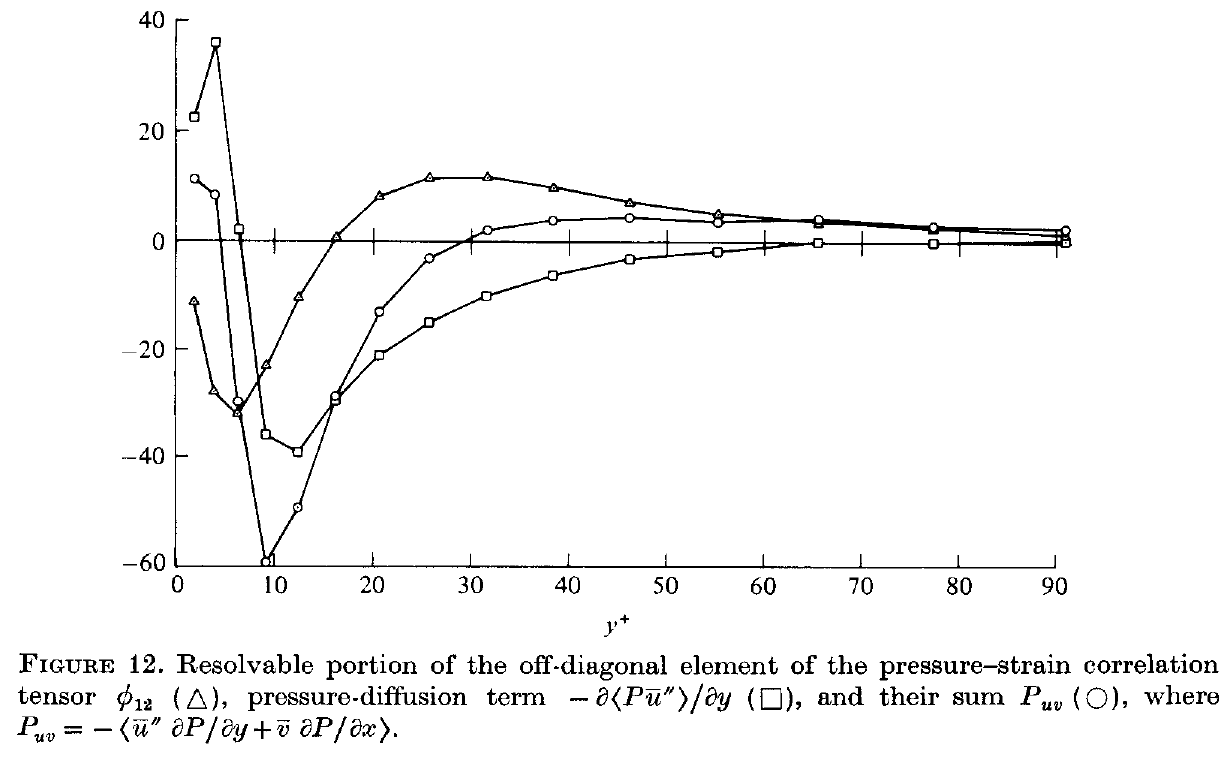 40
20
0
−20
−40
−60
0 10 20 30 40 50 60 70 80 90
y⁺
FIGURE 12. Resolvable portion of the off-diagonal element of the pressure–strain correlation
tensor ϕ₁₂ (△), pressure-diffusion term −∂⟨Pū″⟩/∂y (□), and their sum Pᵤᵥ (○), where
Pᵤᵥ = −⟨ū″ ∂P/∂y + v̄ ∂P/∂x⟩.